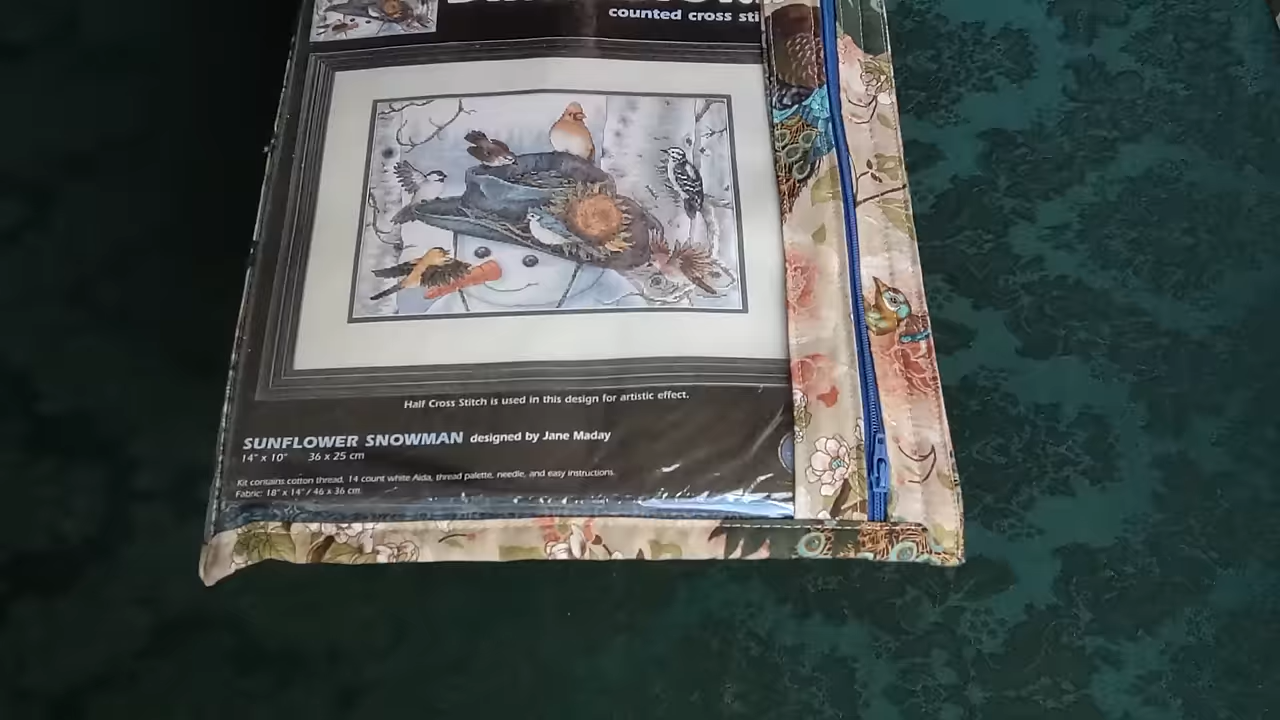 counted cross sti
Half Cross Stitch is used in this design for artistic effect.
SUNFLOWER SNOWMAN designed by Jane Maday
14" x 10" 36 x 25 cm
Kit contains cotton thread, 14 count white Aida, thread palette, needle, and easy instructions.
Fabric: 18" x 14" / 46 x 36 cm